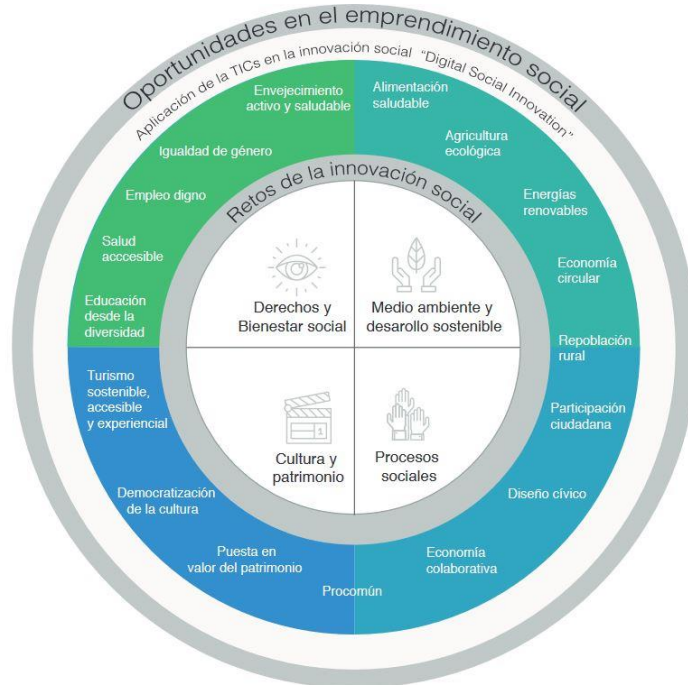 Oportunidades en el emprendimiento social
Aplicación de la TICs en la innovación social "Digital Social Innovation"
Envejecimiento
activo y saludable
Igualdad de género
Empleo digno
Salud
acccesible
Educación
desde la
diversidad
Alimentación
saludable
Agricultura
ecológica
Energías
renovables
Economía
circular
Repoblación
rural
Retos de la innovación social
Derechos y
Bienestar social
Medio ambiente y
desarollo sostenible
Cultura y
patrimonio
1
Procesos
sociales
Turismo
sostenible,
accesible
y experiencial
Democratización
de la cultura
Puesta en
valor del patrimonio
Procomún
Participación
ciudadana
Diseño cívico
Economía
colaborativa